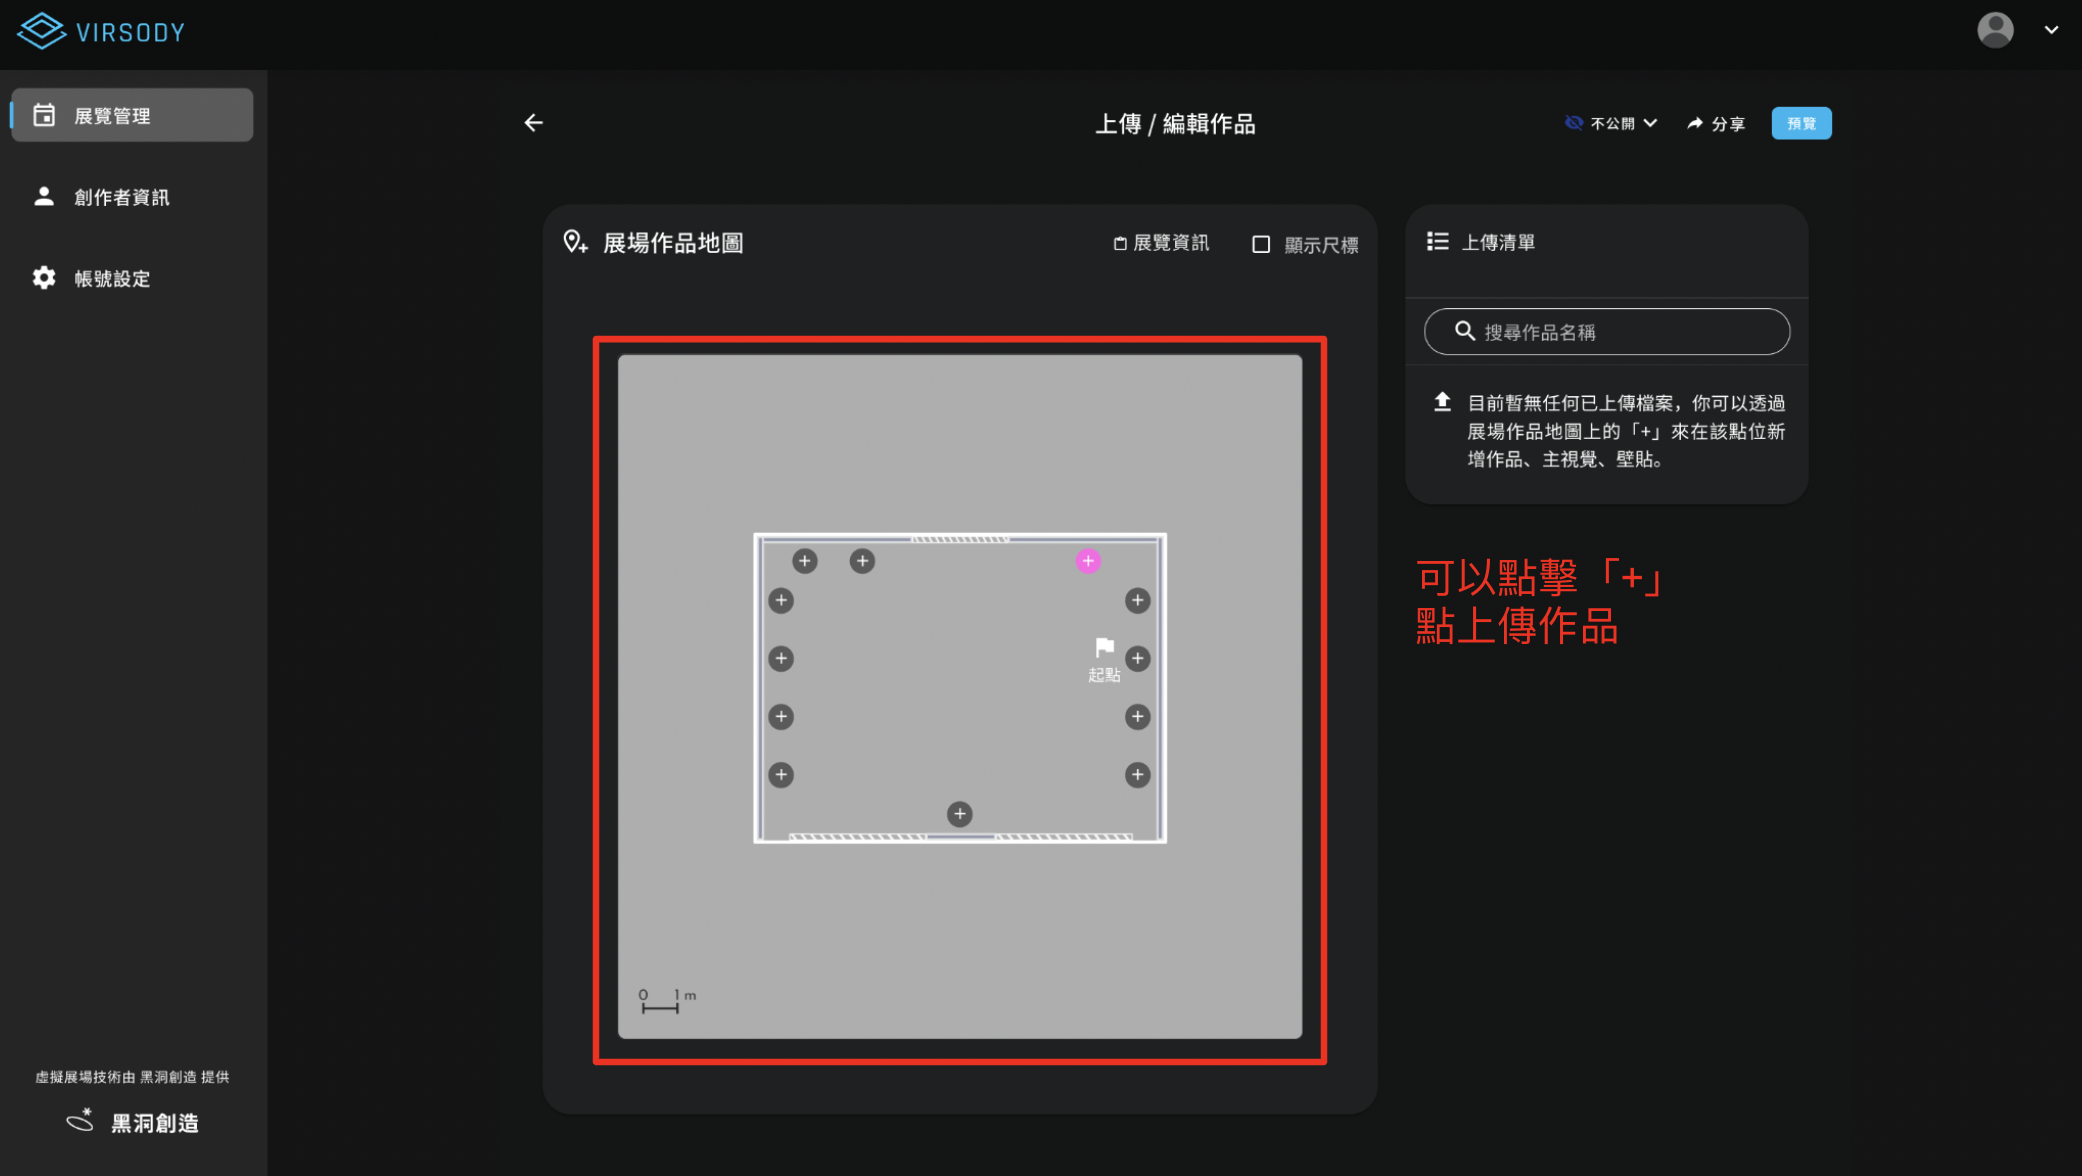 VIRSODY
展覽管理
創作者資訊
帳號設定
上傳 / 編輯作品
不公開
分享
預覽
展場作品地圖
展覽資訊
顯示尺標
起點
0 1 m
上傳清單
搜尋作品名稱
目前暫無任何已上傳檔案，你可以透過
展場作品地圖上的「+」來在該點位新
增作品、主視覺、壁貼。
可以點擊「+」
點上傳作品
虛擬展場技術由 黑洞創造 提供
黑洞創造